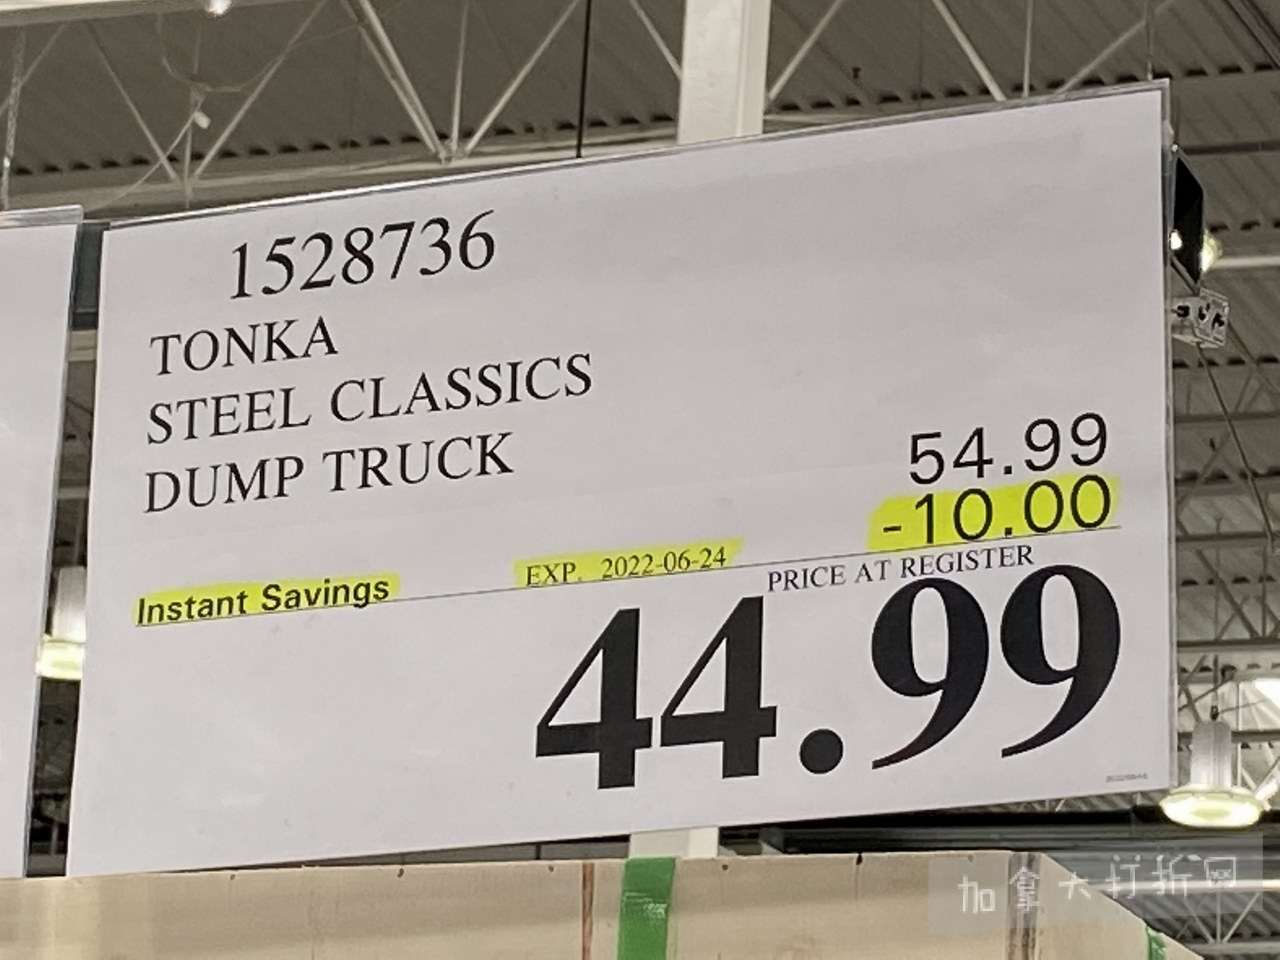 1528736
TONKA
STEEL CLASSICS
DUMP TRUCK
54.99
-10.00
Instant Savings EXP. 2022-06-24
PRICE AT REGISTER
44.99
加拿大打折网